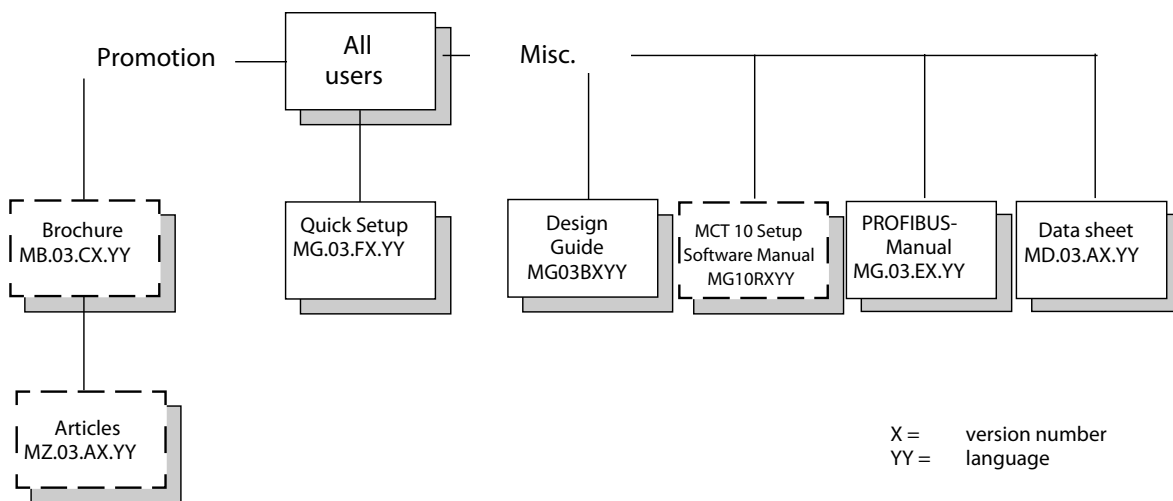 Promotion
All
users
Misc.
Brochure
MB.03.CX.YY
Quick Setup
MG.03.FX.YY
Design
Guide
MG03BXYY
MCT 10 Setup
Software Manual
MG10RXYY
PROFIBUS-
Manual
MG.03.EX.YY
Data sheet
MD.03.AX.YY
Articles
MZ.03.AX.YY
X = version number
YY = language